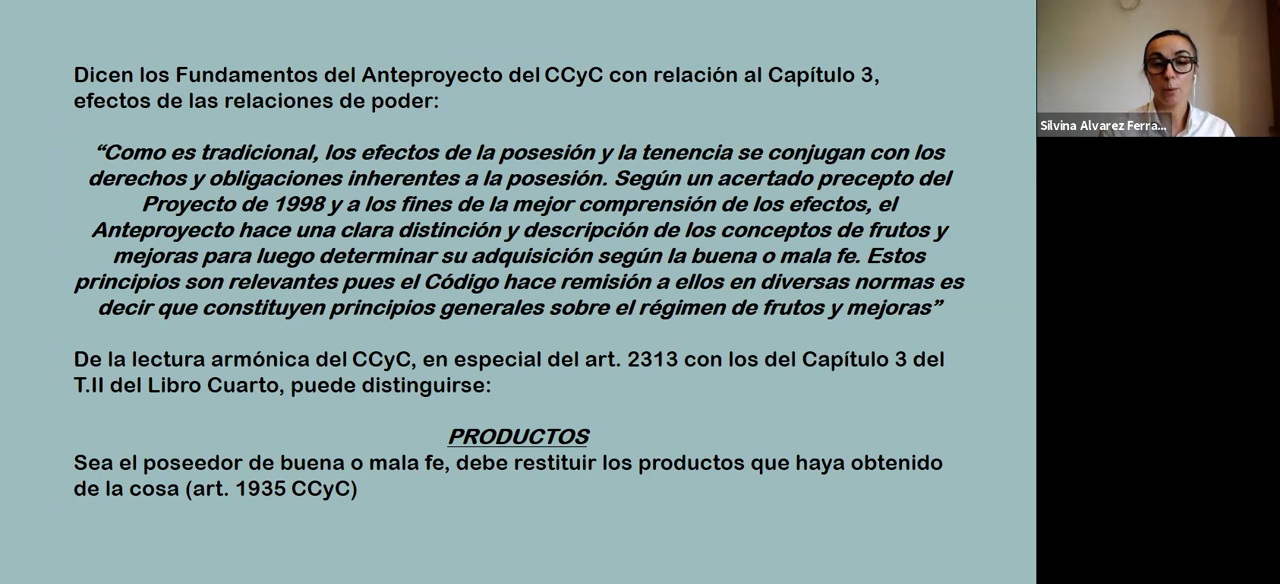 Dicen los Fundamentos del Anteproyecto del CCyC con relación al Capítulo 3,
efectos de las relaciones de poder:
“Como es tradicional, los efectos de la posesión y la tenencia se conjugan con los
derechos y obligaciones inherentes a la posesión. Según un acertado precepto del
Proyecto de 1998 y a los fines de la mejor comprensión de los efectos, el
Anteproyecto hace una clara distinción y descripción de los conceptos de frutos y
mejoras para luego determinar su adquisición según la buena o mala fe. Estos
principios son relevantes pues el Código hace remisión a ellos en diversas normas es
decir que constituyen principios generales sobre el régimen de frutos y mejoras”
De la lectura armónica del CCyC, en especial del art. 2313 con los del Capítulo 3 del
T.II del Libro Cuarto, puede distinguirse:
PRODUCTOS
Sea el poseedor de buena o mala fe, debe restituir los productos que haya obtenido
de la cosa (art. 1935 CCyC)
Silvina Alvarez Ferra...